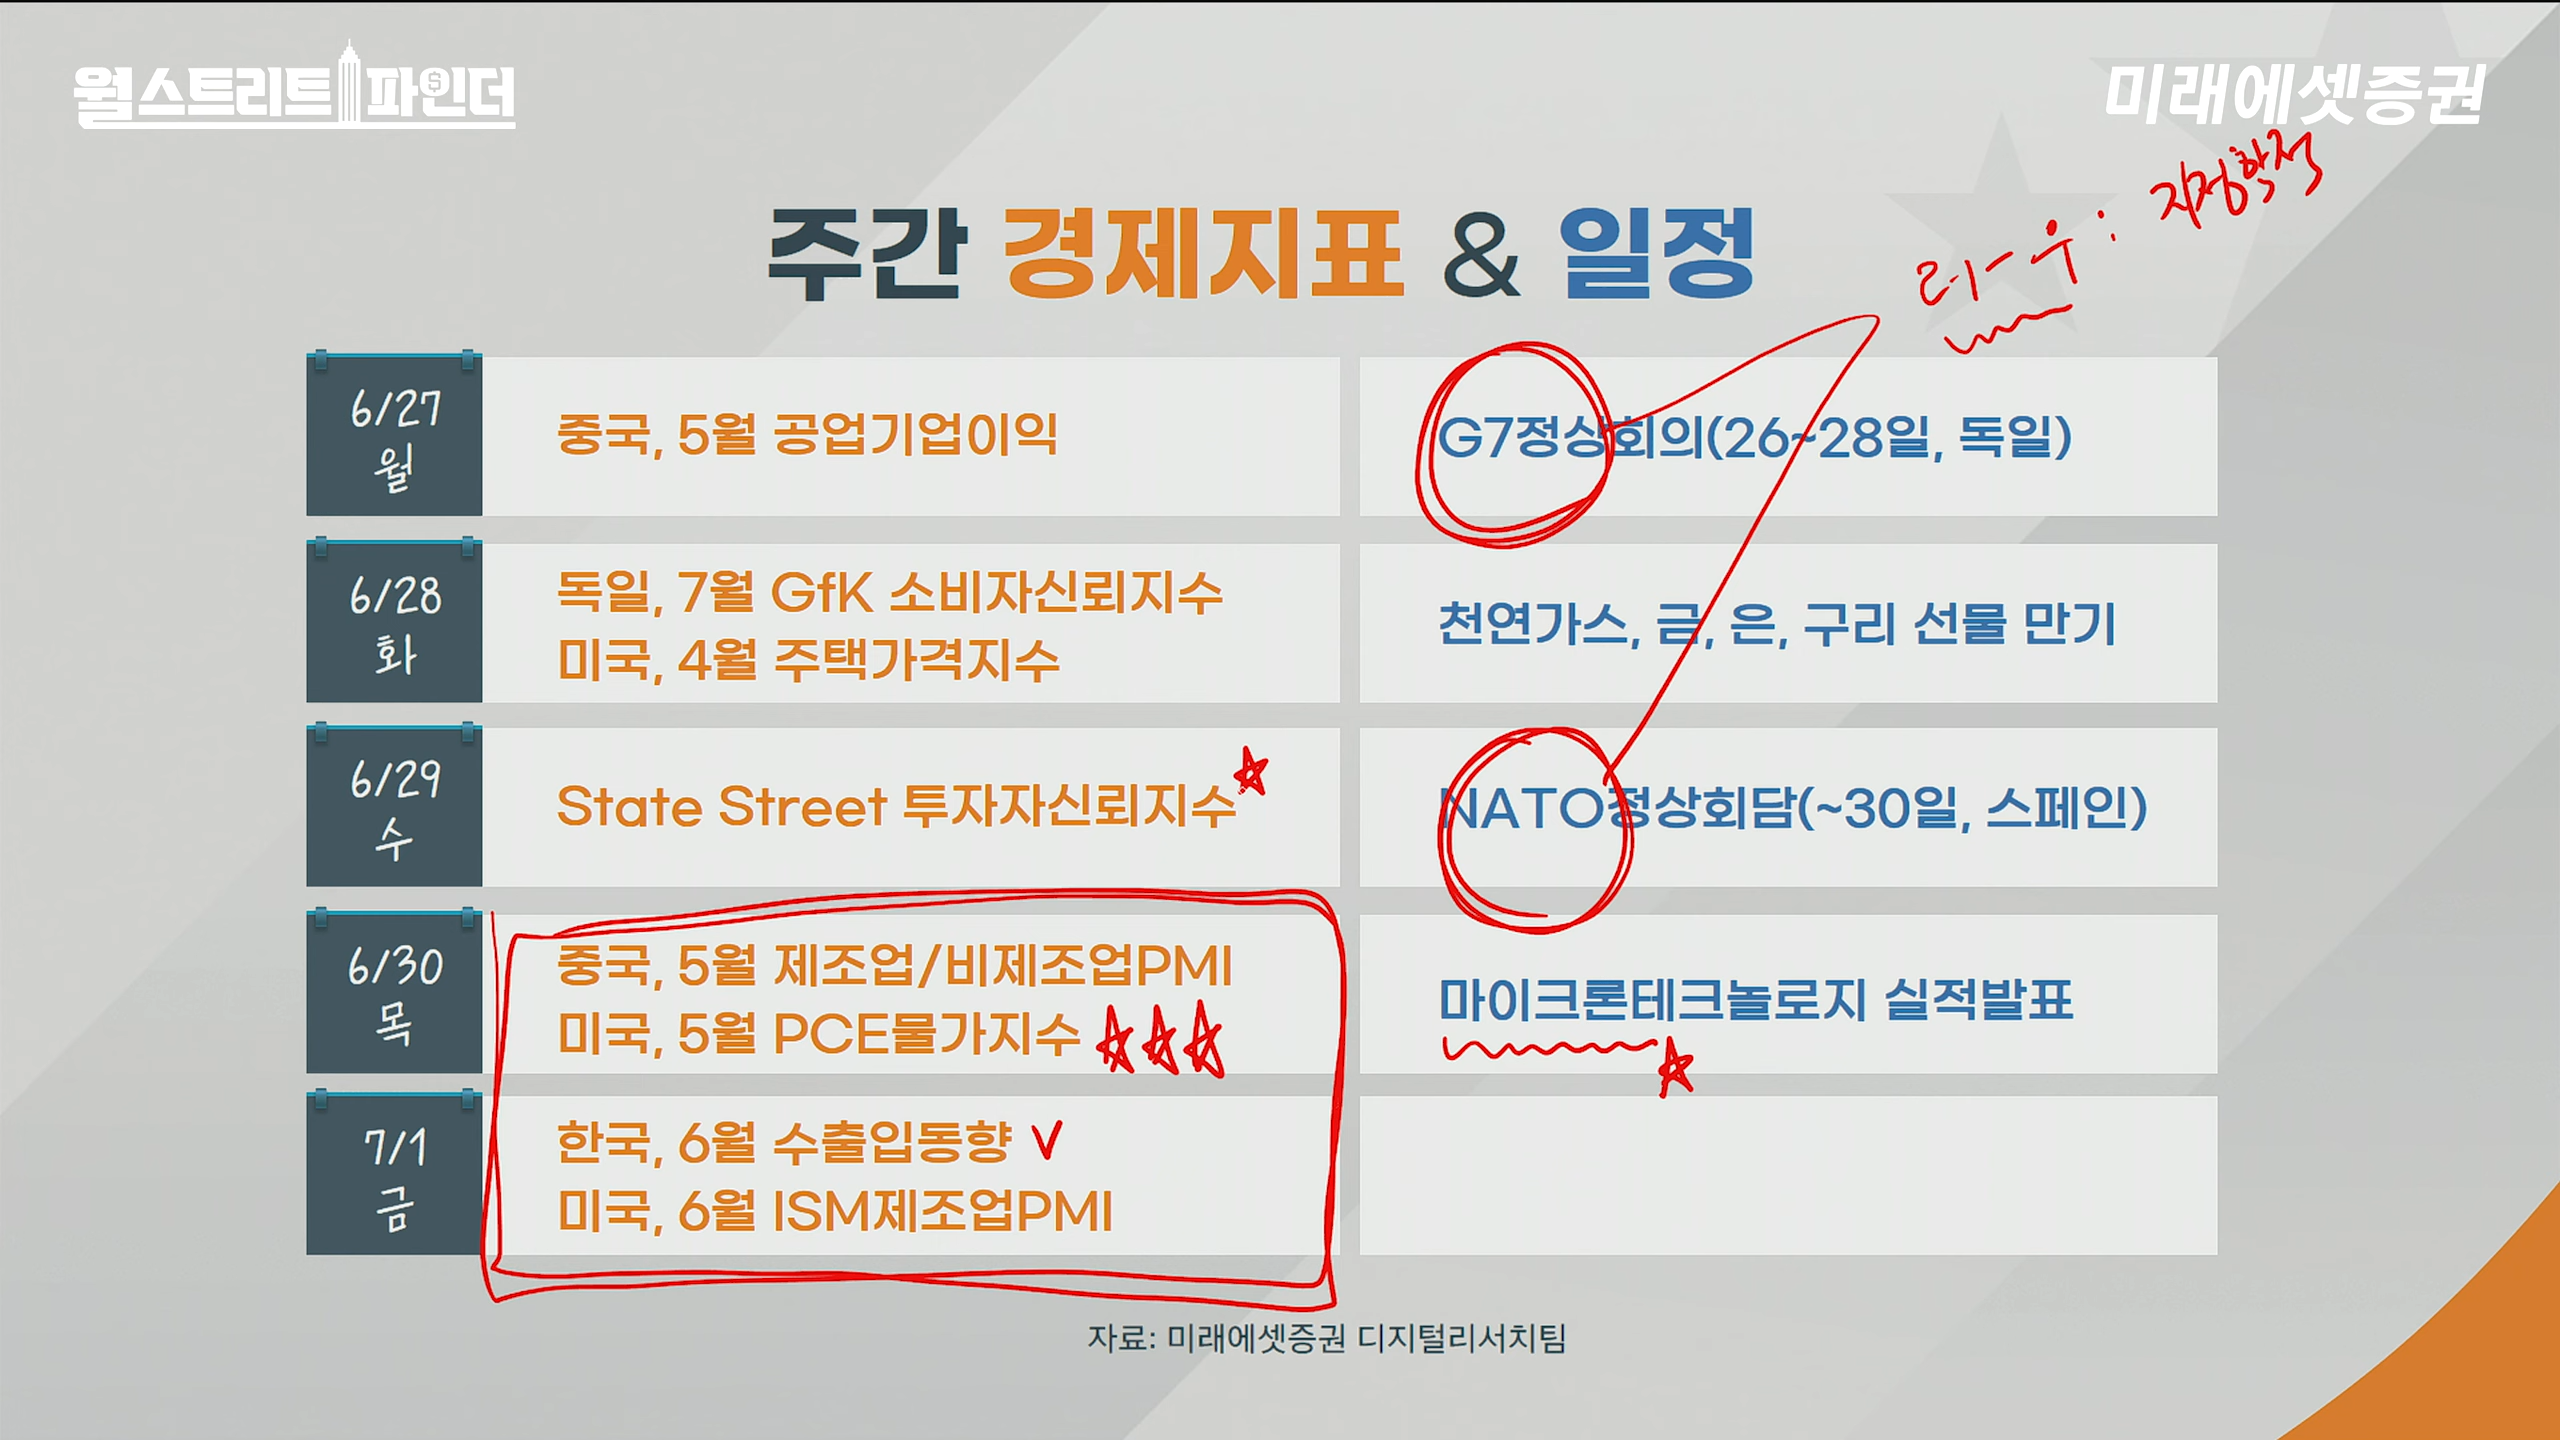 월스트리트파인더
미래에셋증권
주간 경제지표 & 일정
러-우 : 지정학적
6/27
월
중국, 5월 공업기업이익
G7정상회의(26~28일, 독일)
6/28
화
독일, 7월 GfK 소비자신뢰지수
미국, 4월 주택가격지수
천연가스, 금, 은, 구리 선물 만기
6/29
수
State Street 투자자신뢰지수
NATO정상회담(~30일, 스페인)
6/30
목
중국, 5월 제조업/비제조업PMI
미국, 5월 PCE물가지수
마이크론테크놀로지 실적발표
7/1
금
한국, 6월 수출입동향
미국, 6월 ISM제조업PMI
자료: 미래에셋증권 디지털리서치팀